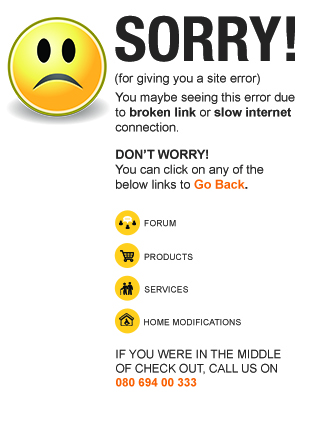 SORRY!
(for giving you a site error)
You maybe seeing this error due
to broken link or slow internet
connection.
DON'T WORRY!
You can click on any of the
below links to Go Back.
FORUM
PRODUCTS
SERVICES
HOME MODIFICATIONS
IF YOU WERE IN THE MIDDLE
OF CHECK OUT, CALL US ON
080 694 00 333